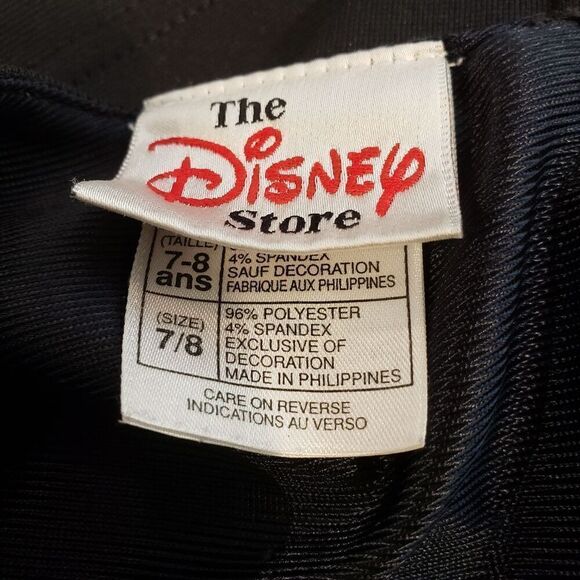 The
Disney
Store
(TAILLE)
7-8
ans
4% SPANDEX
SAUF DECORATION
FABRIQUE AUX PHILIPPINES
(SIZE)
7/8
96% POLYESTER
4% SPANDEX
EXCLUSIVE OF
DECORATION
MADE IN PHILIPPINES
CARE ON REVERSE
INDICATIONS AU VERSO